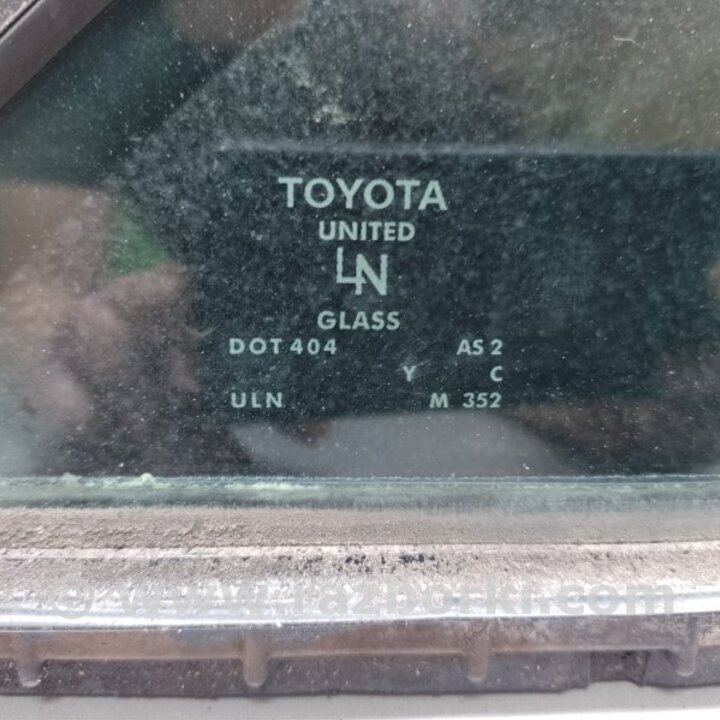 TOYOTA
UNITED
LN
GLASS
DOT 404 AS 2
Y C
ULN M 352
© www.razborki.com